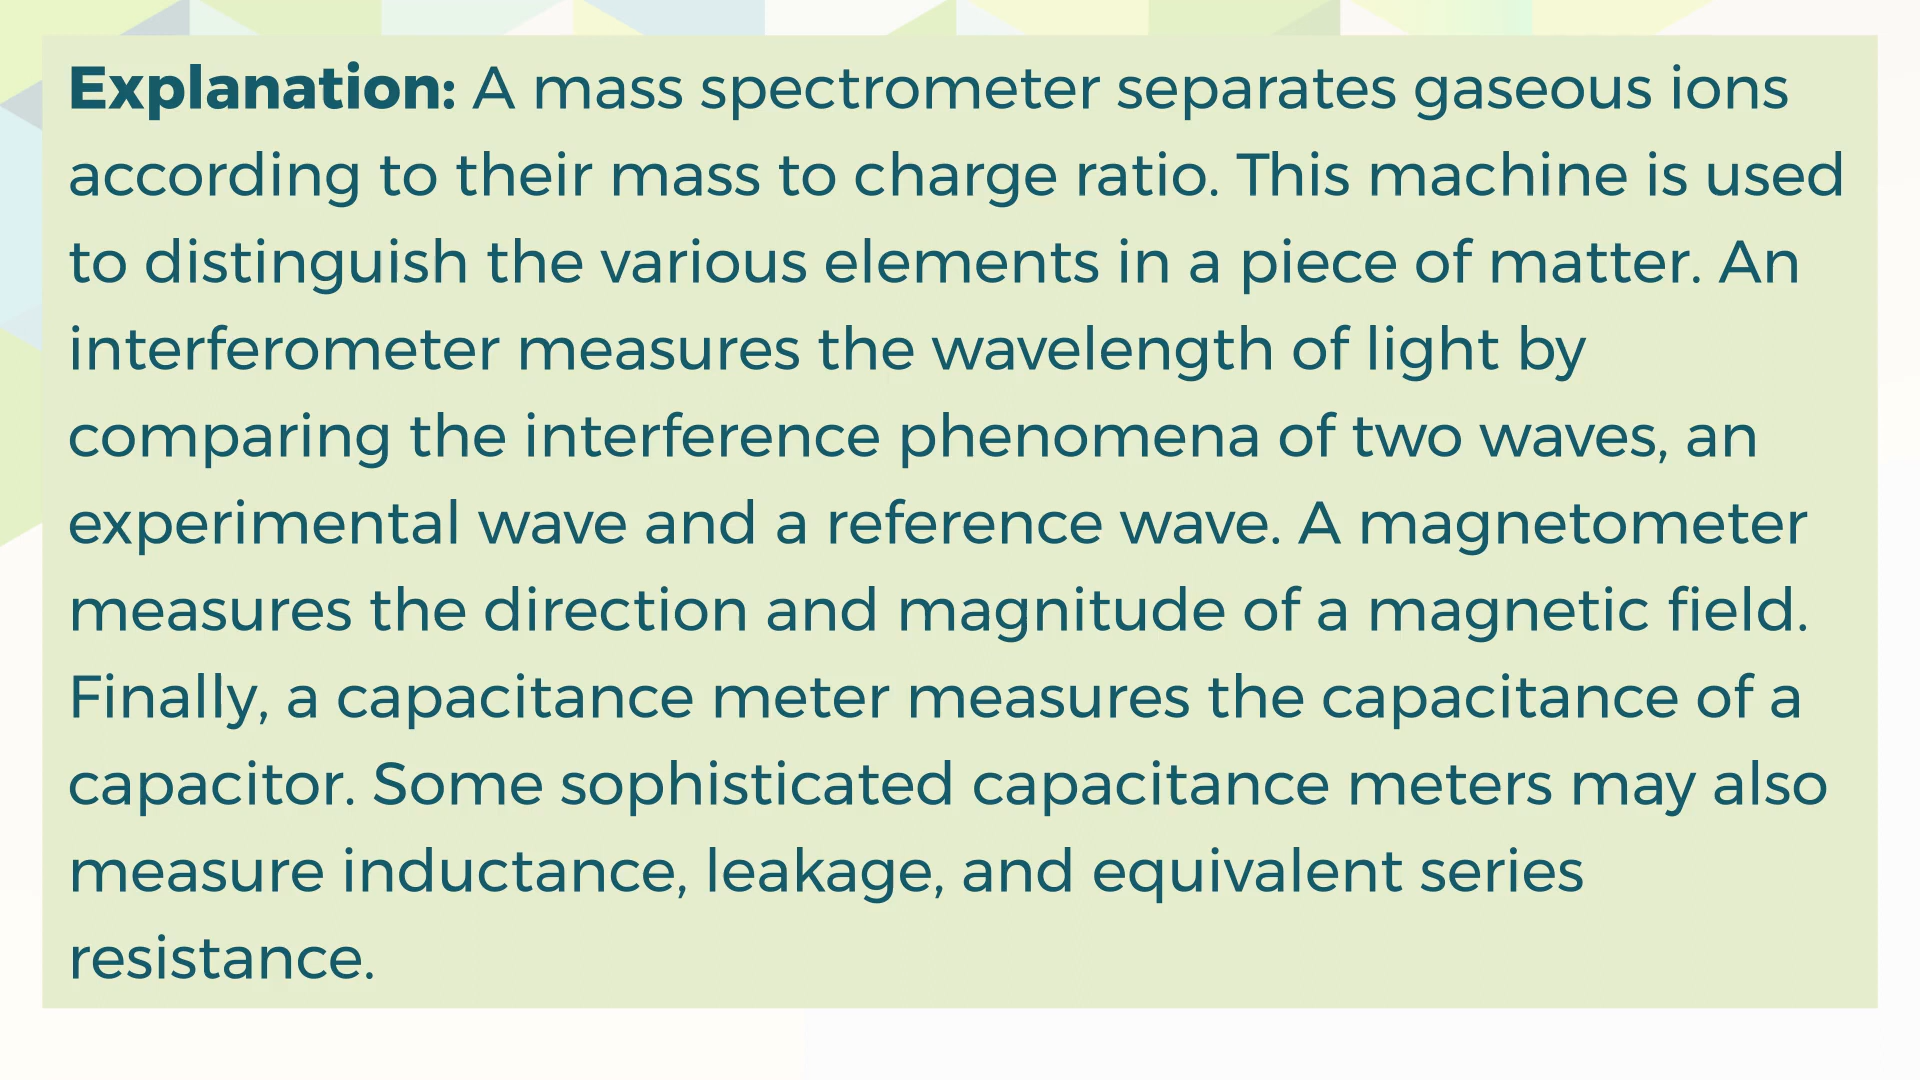 Explanation: A mass spectrometer separates gaseous ions
according to their mass to charge ratio. This machine is used
to distinguish the various elements in a piece of matter. An
interferometer measures the wavelength of light by
comparing the interference phenomena of two waves, an
experimental wave and a reference wave. A magnetometer
measures the direction and magnitude of a magnetic field.
Finally, a capacitance meter measures the capacitance of a
capacitor. Some sophisticated capacitance meters may also
measure inductance, leakage, and equivalent series
resistance.